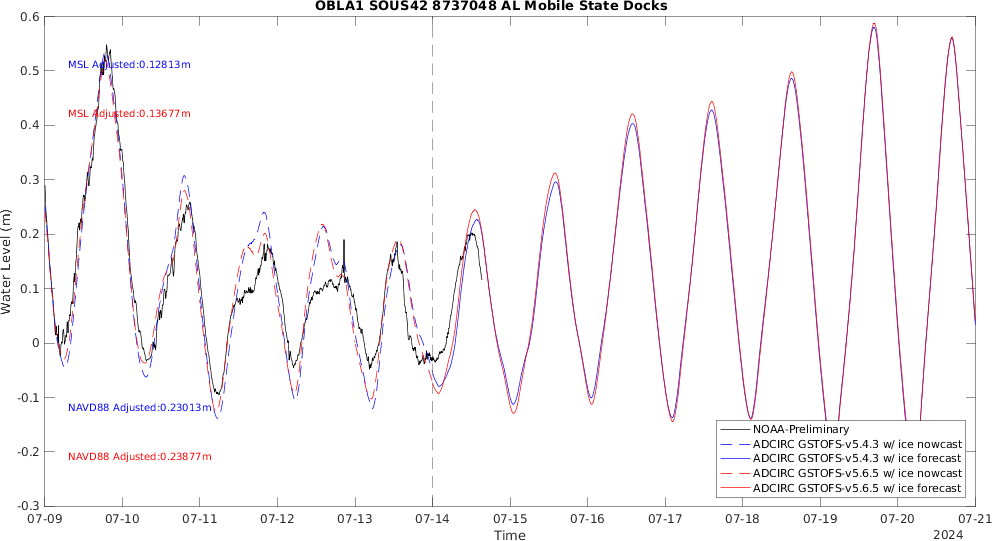 OBLA1 SOUS42 8737048 AL Mobile State Docks
0.6
0.5
0.4
0.3
0.2
0.1
0
-0.1
-0.2
-0.3
Water Level (m)
MSL Adjusted:0.12813m
MSL Adjusted:0.13677m
NAVD88 Adjusted:0.23013m
NAVD88 Adjusted:0.23877m
NOAA-Preliminary
ADCIRC GSTOFS-v5.4.3 w/ ice nowcast
ADCIRC GSTOFS-v5.4.3 w/ ice forecast
ADCIRC GSTOFS-v5.6.5 w/ ice nowcast
ADCIRC GSTOFS-v5.6.5 w/ ice forecast
07-09 07-10 07-11 07-12 07-13 07-14 07-15 07-16 07-17 07-18 07-19 07-20 07-21
Time
2024